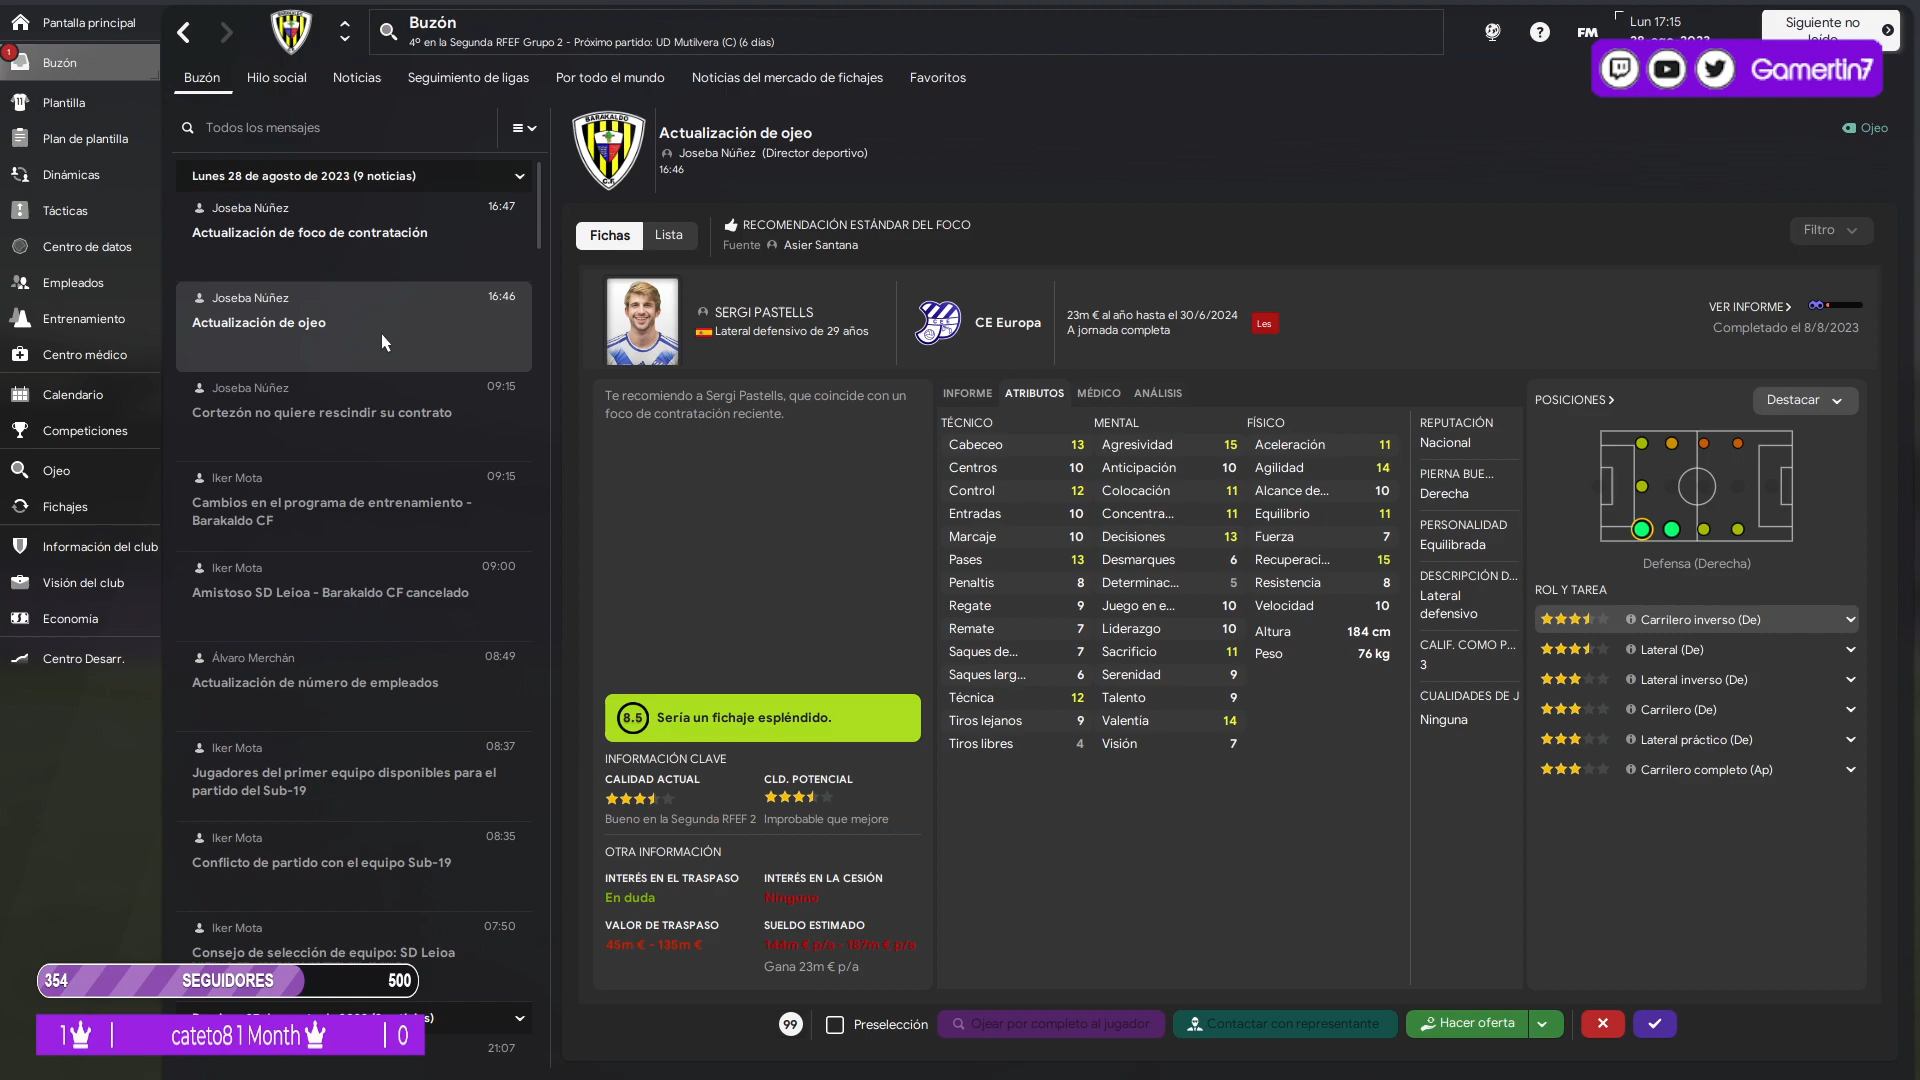 Pantalla principal
1
Buzón
Plantilla
Plan de plantilla
Dinámicas
Tácticas
Centro de datos
Empleados
Entrenamiento
Centro médico
Calendario
Competiciones
Ojeo
Fichajes
Información del club
Visión del club
Economía
Centro Desarr.
Buzón
4º en la Segunda RFEF Grupo 2 - Próximo partido: UD Mutilvera (C) (6 días)
FM
Lun 17:15
Siguiente no
Gamertin7
Buzón
Hilo social
Noticias
Seguimiento de ligas
Por todo el mundo
Noticias del mercado de fichajes
Favoritos
Todos los mensajes
Lunes 28 de agosto de 2023 (9 noticias)
Joseba Núñez 16:47
Actualización de foco de contratación
Joseba Núñez 16:46
Actualización de ojeo
Joseba Núñez 09:15
Cortezón no quiere rescindir su contrato
Iker Mota 09:15
Cambios en el programa de entrenamiento -
Barakaldo CF
Iker Mota 09:00
Amistoso SD Leioa - Barakaldo CF cancelado
Álvaro Merchán 08:49
Actualización de número de empleados
Iker Mota 08:37
Jugadores del primer equipo disponibles para el
partido del Sub-19
Iker Mota 08:35
Conflicto de partido con el equipo Sub-19
Iker Mota 07:50
Consejo de selección de equipo: SD Leioa
354 SEGUIDORES 500
1 cateto8 1 Month 0
21:07
BARAKALDO
Actualización de ojeo
Joseba Núñez (Director deportivo)
16:46
Ojeo
Fichas
Lista
RECOMENDACIÓN ESTÁNDAR DEL FOCO
Fuente Asier Santana
Filtro
SERGI PASTELLS
Lateral defensivo de 29 años
CE Europa
23m € al año hasta el 30/6/2024
A jornada completa
Les
VER INFORME
Completado el 8/8/2023
Te recomiendo a Sergi Pastells, que coincide con un
foco de contratación reciente.
8.5 Sería un fichaje espléndido.
INFORMACIÓN CLAVE
CALIDAD ACTUAL
Bueno en la Segunda RFEF 2
CLD. POTENCIAL
Improbable que mejore
OTRA INFORMACIÓN
INTERÉS EN EL TRASPASO
En duda
INTERÉS EN LA CESIÓN
Ninguno
VALOR DE TRASPASO
45m € - 135m €
SUELDO ESTIMADO
144m € p/a - 187m € p/a
Gana 23m € p/a
INFORME
ATRIBUTOS
MÉDICO
ANÁLISIS
TÉCNICO
Cabeceo 13
Centros 10
Control 12
Entradas 10
Marcaje 10
Pases 13
Penaltis 8
Regate 9
Remate 7
Saques de... 7
Saques larg... 6
Técnica 12
Tiros lejanos 9
Tiros libres 4
MENTAL
Agresividad 15
Anticipación 10
Colocación 11
Concentra... 11
Decisiones 13
Desmarques 6
Determinac... 5
Juego en e... 10
Liderazgo 10
Sacrificio 11
Serenidad 9
Talento 9
Valentía 14
Visión 7
FÍSICO
Aceleración 11
Agilidad 14
Alcance de... 10
Equilibrio 11
Fuerza 7
Recuperaci... 15
Resistencia 8
Velocidad 10
Altura 184 cm
Peso 76 kg
REPUTACIÓN
Nacional
PIERNA BUE...
Derecha
PERSONALIDAD
Equilibrada
DESCRIPCIÓN D...
Lateral
defensivo
CALIF. COMO P...
3
CUALIDADES DE J
Ninguna
POSICIONES
Destacar
Defensa (Derecha)
ROL Y TAREA
Carrilero inverso (De)
Lateral (De)
Lateral inverso (De)
Carrilero (De)
Lateral práctico (De)
Carrilero completo (Ap)
99
Preselección
Ojear por completo al jugador
Contactar con representante
Hacer oferta